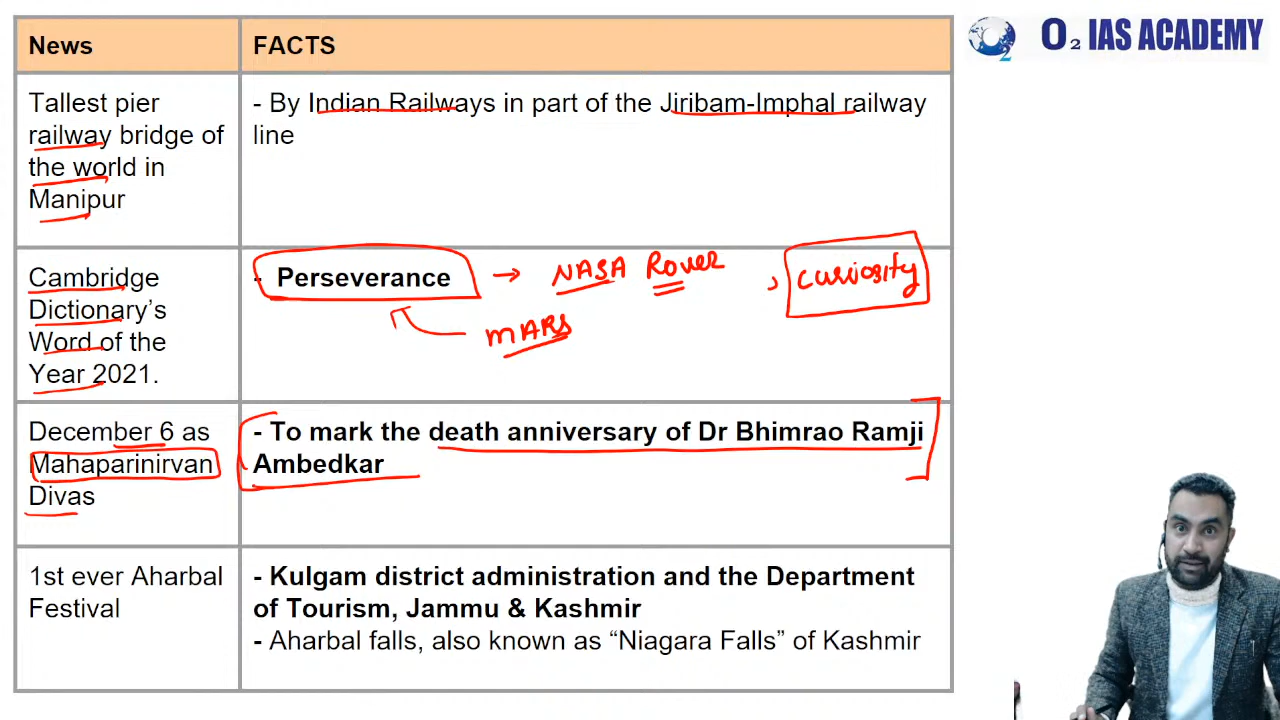 News
FACTS
O2 IAS ACADEMY
Tallest pier
railway bridge of
the world in
Manipur
- By Indian Railways in part of the Jiribam-Imphal railway
line
Cambridge
Dictionary’s
Word of the
Year 2021.
- Perseverance → NASA Rover , curiosity
MARS
December 6 as
Mahaparinirvan
Divas
- To mark the death anniversary of Dr Bhimrao Ramji
Ambedkar
1st ever Aharbal
Festival
- Kulgam district administration and the Department
of Tourism, Jammu & Kashmir
- Aharbal falls, also known as “Niagara Falls” of Kashmir